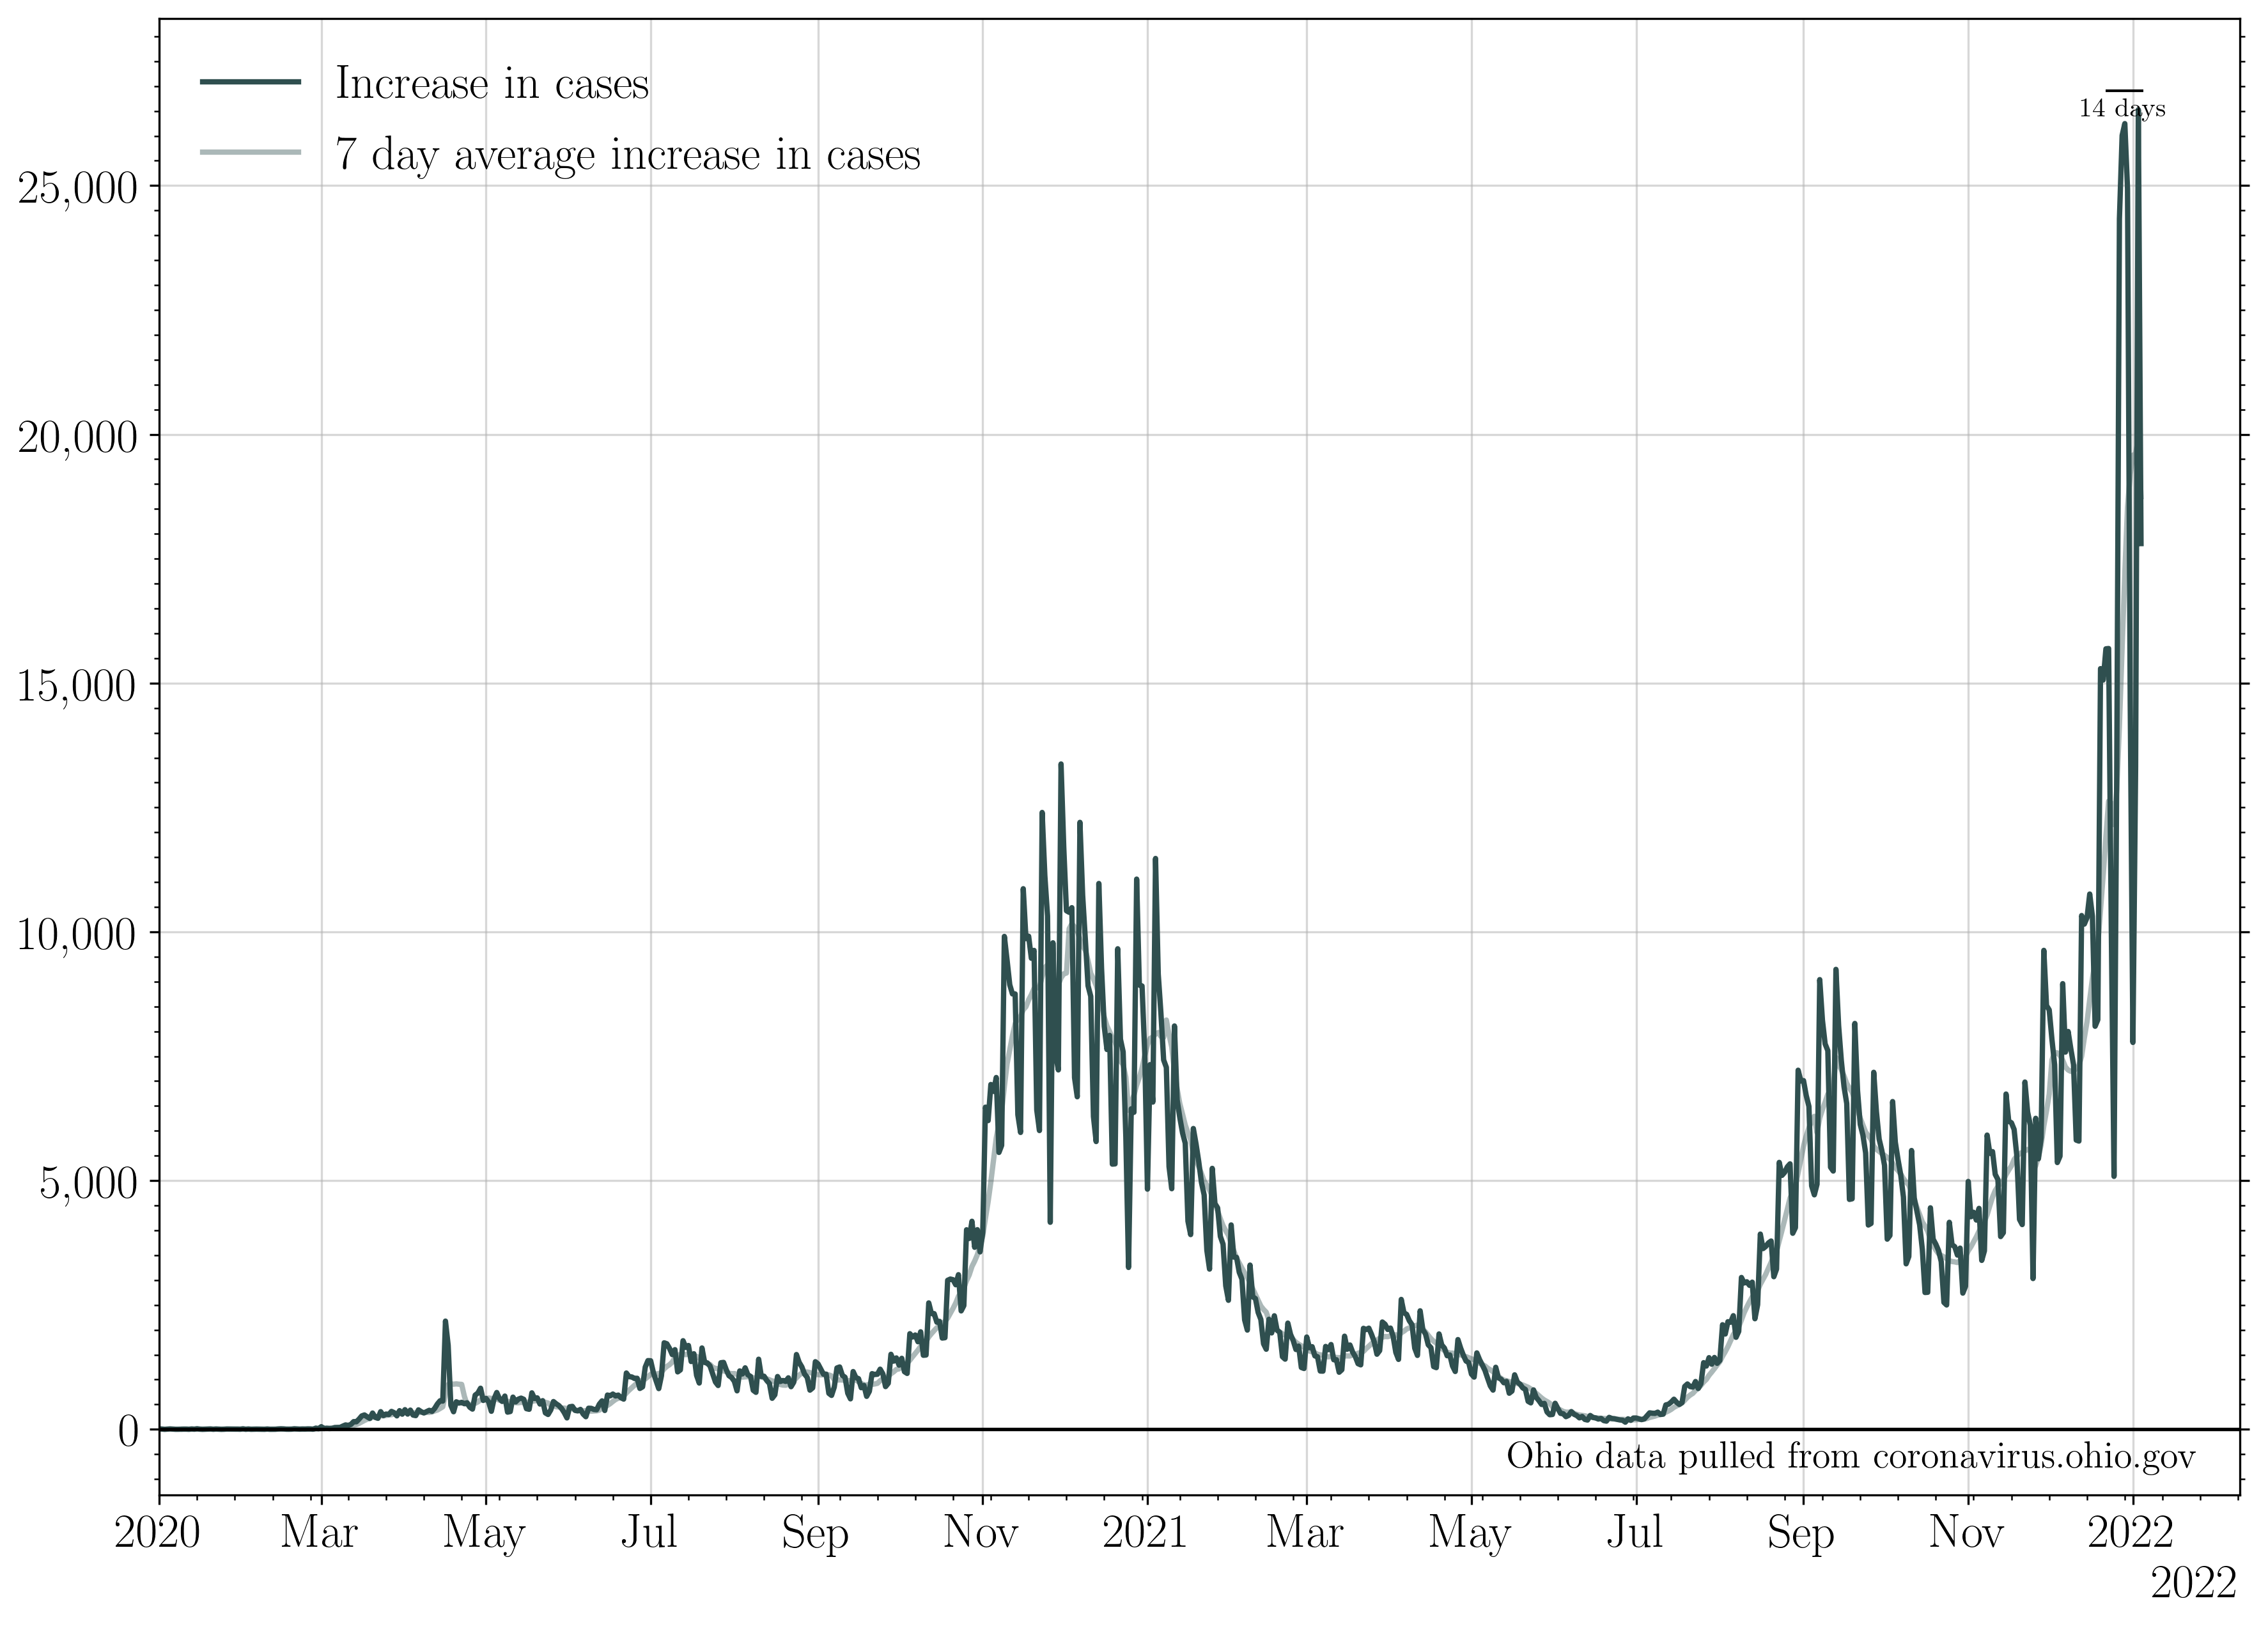 Increase in cases
7 day average increase in cases
14 days
25,000
20,000
15,000
10,000
5,000
0
Ohio data pulled from coronavirus.ohio.gov
2020 Mar May Jul Sep Nov 2021 Mar May Jul Sep Nov 2022
2022